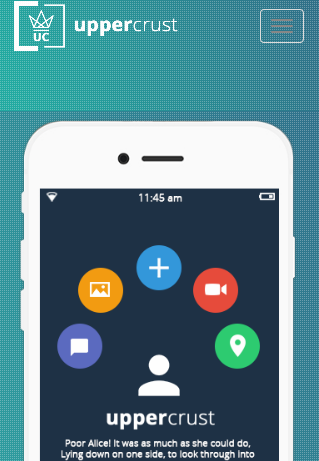 UC
uppercrust
11:45 am
uppercrust
Poor Alice! It was as much as she could do,
Lying down on one side, to look through into